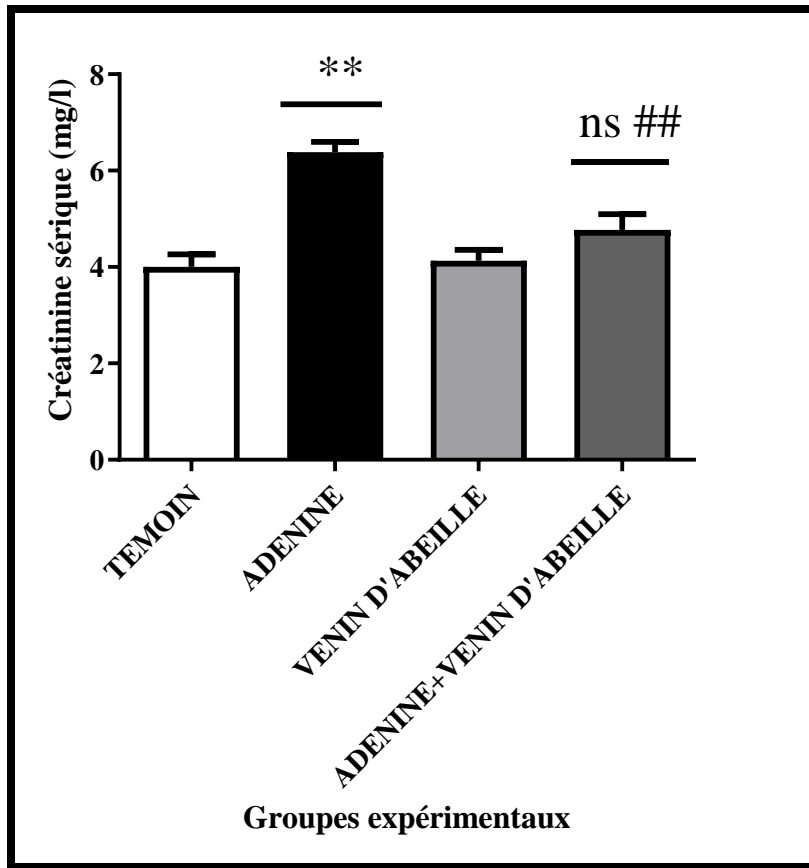 Créatinine sérique (mg/l)
8
6
4
2
0
**
ns ##
TEMOIN
ADENINE
VENIN D'ABEILLE
ADENINE+VENIN D'ABEILLE
Groupes expérimentaux